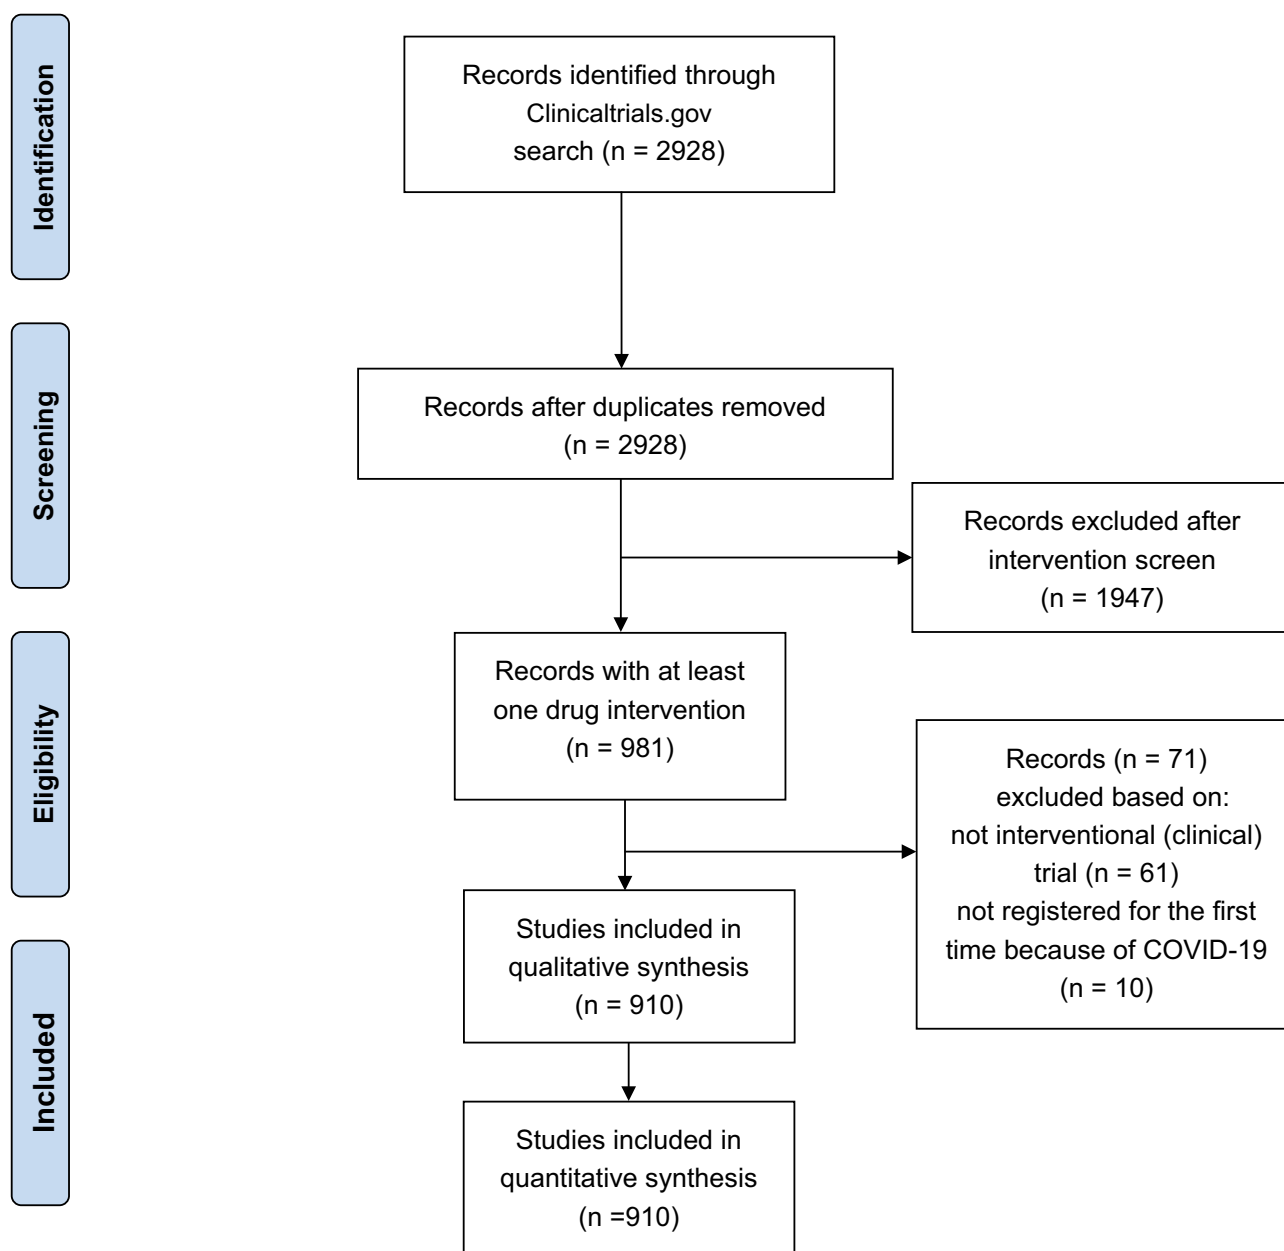 Identification
Records identified through
Clinicaltrials.gov
search (n = 2928)
Screening
Records after duplicates removed
(n = 2928)
Records excluded after
intervention screen
(n = 1947)
Eligibility
Records with at least
one drug intervention
(n = 981)
Records (n = 71)
excluded based on:
not interventional (clinical)
trial (n = 61)
not registered for the first
time because of COVID-19
(n = 10)
Included
Studies included in
qualitative synthesis
(n = 910)
Studies included in
quantitative synthesis
(n =910)